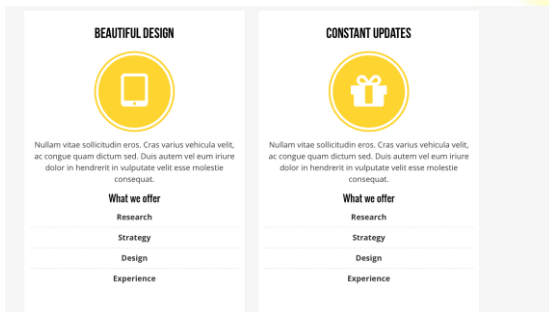 BEAUTIFUL DESIGN
Nullam vitae sollicitudin eros. Cras varius vehicula velit,
ac congue quam dictum sed. Duis autem vel eum iriure
dolor in hendrerit in vulputate velit esse molestie
consequat.
What we offer
Research
Strategy
Design
Experience
CONSTANT UPDATES
Nullam vitae sollicitudin eros. Cras varius vehicula velit,
ac congue quam dictum sed. Duis autem vel eum iriure
dolor in hendrerit in vulputate velit esse molestie
consequat.
What we offer
Research
Strategy
Design
Experience